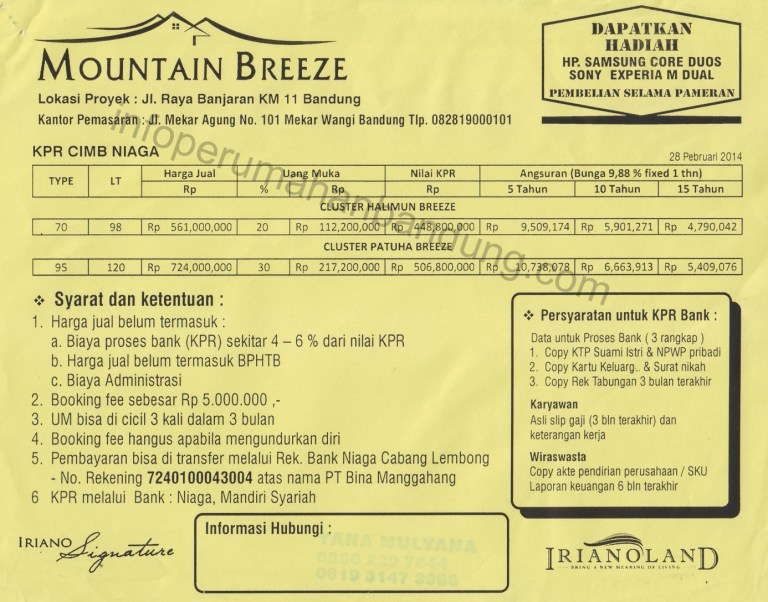 MOUNTAIN BREEZE
Lokasi Proyek : Jl. Raya Banjaran KM 11 Bandung
Kantor Pemasaran : Jl. Mekar Agung No. 101 Mekar Wangi Bandung Tlp. 082819000101
DAPATKAN
HADIAH
HP. SAMSUNG CORE DUOS
SONY EXPERIA M DUAL
PEMBELIAN SELAMA PAMERAN
infoperumahanbandung.com
KPR CIMB NIAGA
28 Pebruari 2014
TYPE LT Harga Jual Uang Muka Nilai KPR Angsuran (Bunga 9,88 % fixed 1 thn)
Rp % Rp Rp 5 Tahun 10 Tahun 15 Tahun
CLUSTER HALIMUN BREEZE
70 98 Rp 561,000,000 20 Rp 112,200,000 Rp 448,800,000 Rp 9,509,174 Rp 5,901,271 Rp 4,790,042
CLUSTER PATUHA BREEZE
95 120 Rp 724,000,000 30 Rp 217,200,000 Rp 506,800,000 Rp 10,738,078 Rp 6,663,913 Rp 5,409,076
❖ Syarat dan ketentuan :
1. Harga jual belum termasuk :
a. Biaya proses bank (KPR) sekitar 4 – 6 % dari nilai KPR
b. Harga jual belum termasuk BPHTB
c. Biaya Administrasi
2. Booking fee sebesar Rp 5.000.000 ,-
3. UM bisa di cicil 3 kali dalam 3 bulan
4. Booking fee hangus apabila mengundurkan diri
5. Pembayaran bisa di transfer melalui Rek. Bank Niaga Cabang Lembong
- No. Rekening 7240100043004 atas nama PT Bina Manggahang
6 KPR melalui Bank : Niaga, Mandiri Syariah
❖ Persyaratan untuk KPR Bank :
Data untuk Proses Bank ( 3 rangkap )
1. Copy KTP Suami Istri & NPWP pribadi
2. Copy Kartu Keluarg.. & Surat nikah
3. Copy Rek Tabungan 3 bulan terakhir
Karyawan
Asli slip gaji (3 bln terakhir) dan
keterangan kerja
Wiraswasta
Copy akte pendirian perusahaan / SKU
Laporan keuangan 6 bln terakhir
IRIANO Signature
Informasi Hubungi :
YANA MULYANA
IRIANOLAND
BRING A NEW MEANING OF LIVING